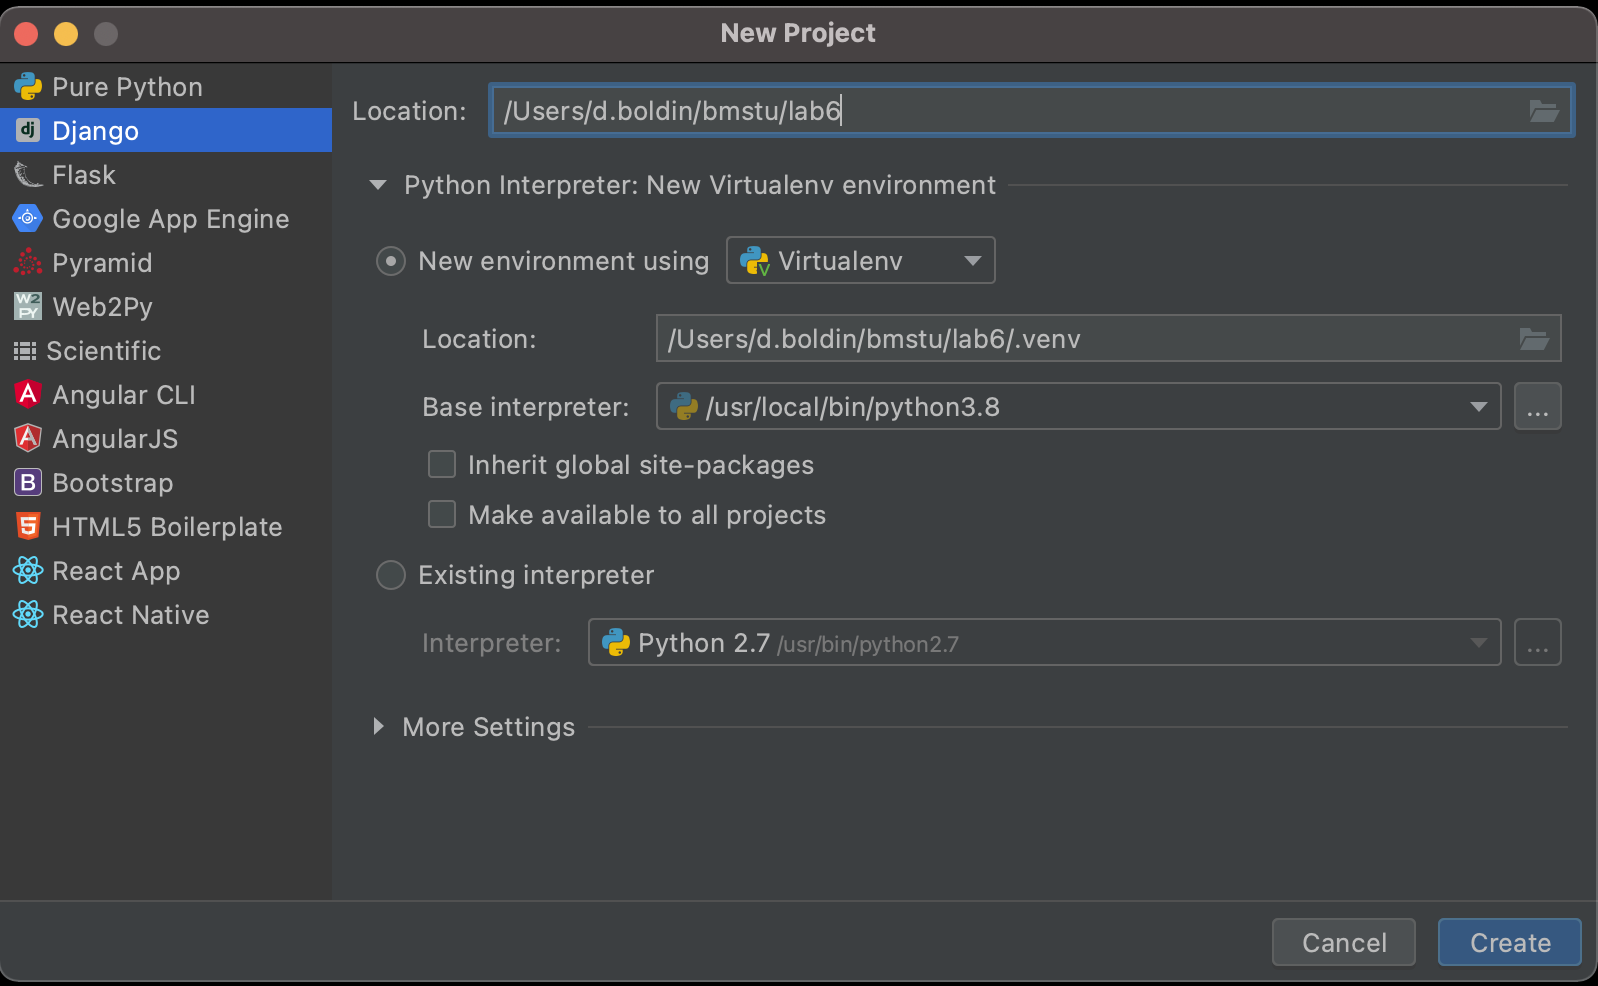 New Project
Pure Python
dj Django
Flask
Google App Engine
Pyramid
W2PY Web2Py
Scientific
A Angular CLI
A AngularJS
B Bootstrap
5 HTML5 Boilerplate
React App
React Native
Location: /Users/d.boldin/bmstu/lab6
Python Interpreter: New Virtualenv environment
New environment using V Virtualenv
Location: /Users/d.boldin/bmstu/lab6/.venv
Base interpreter: /usr/local/bin/python3.8 ...
Inherit global site-packages
Make available to all projects
Existing interpreter
Interpreter: Python 2.7 /usr/bin/python2.7 ...
More Settings
Cancel Create